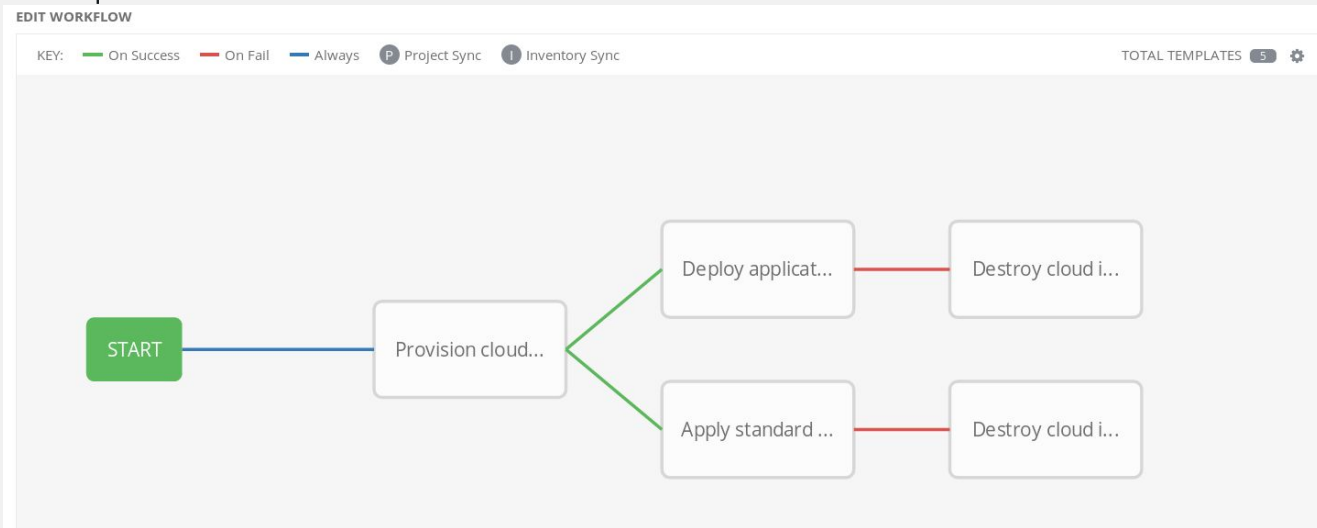 EDIT WORKFLOW
KEY: On Success On Fail Always P Project Sync I Inventory Sync TOTAL TEMPLATES 5
Deploy applicat... Destroy cloud i...
START Provision cloud...
Apply standard ... Destroy cloud i...